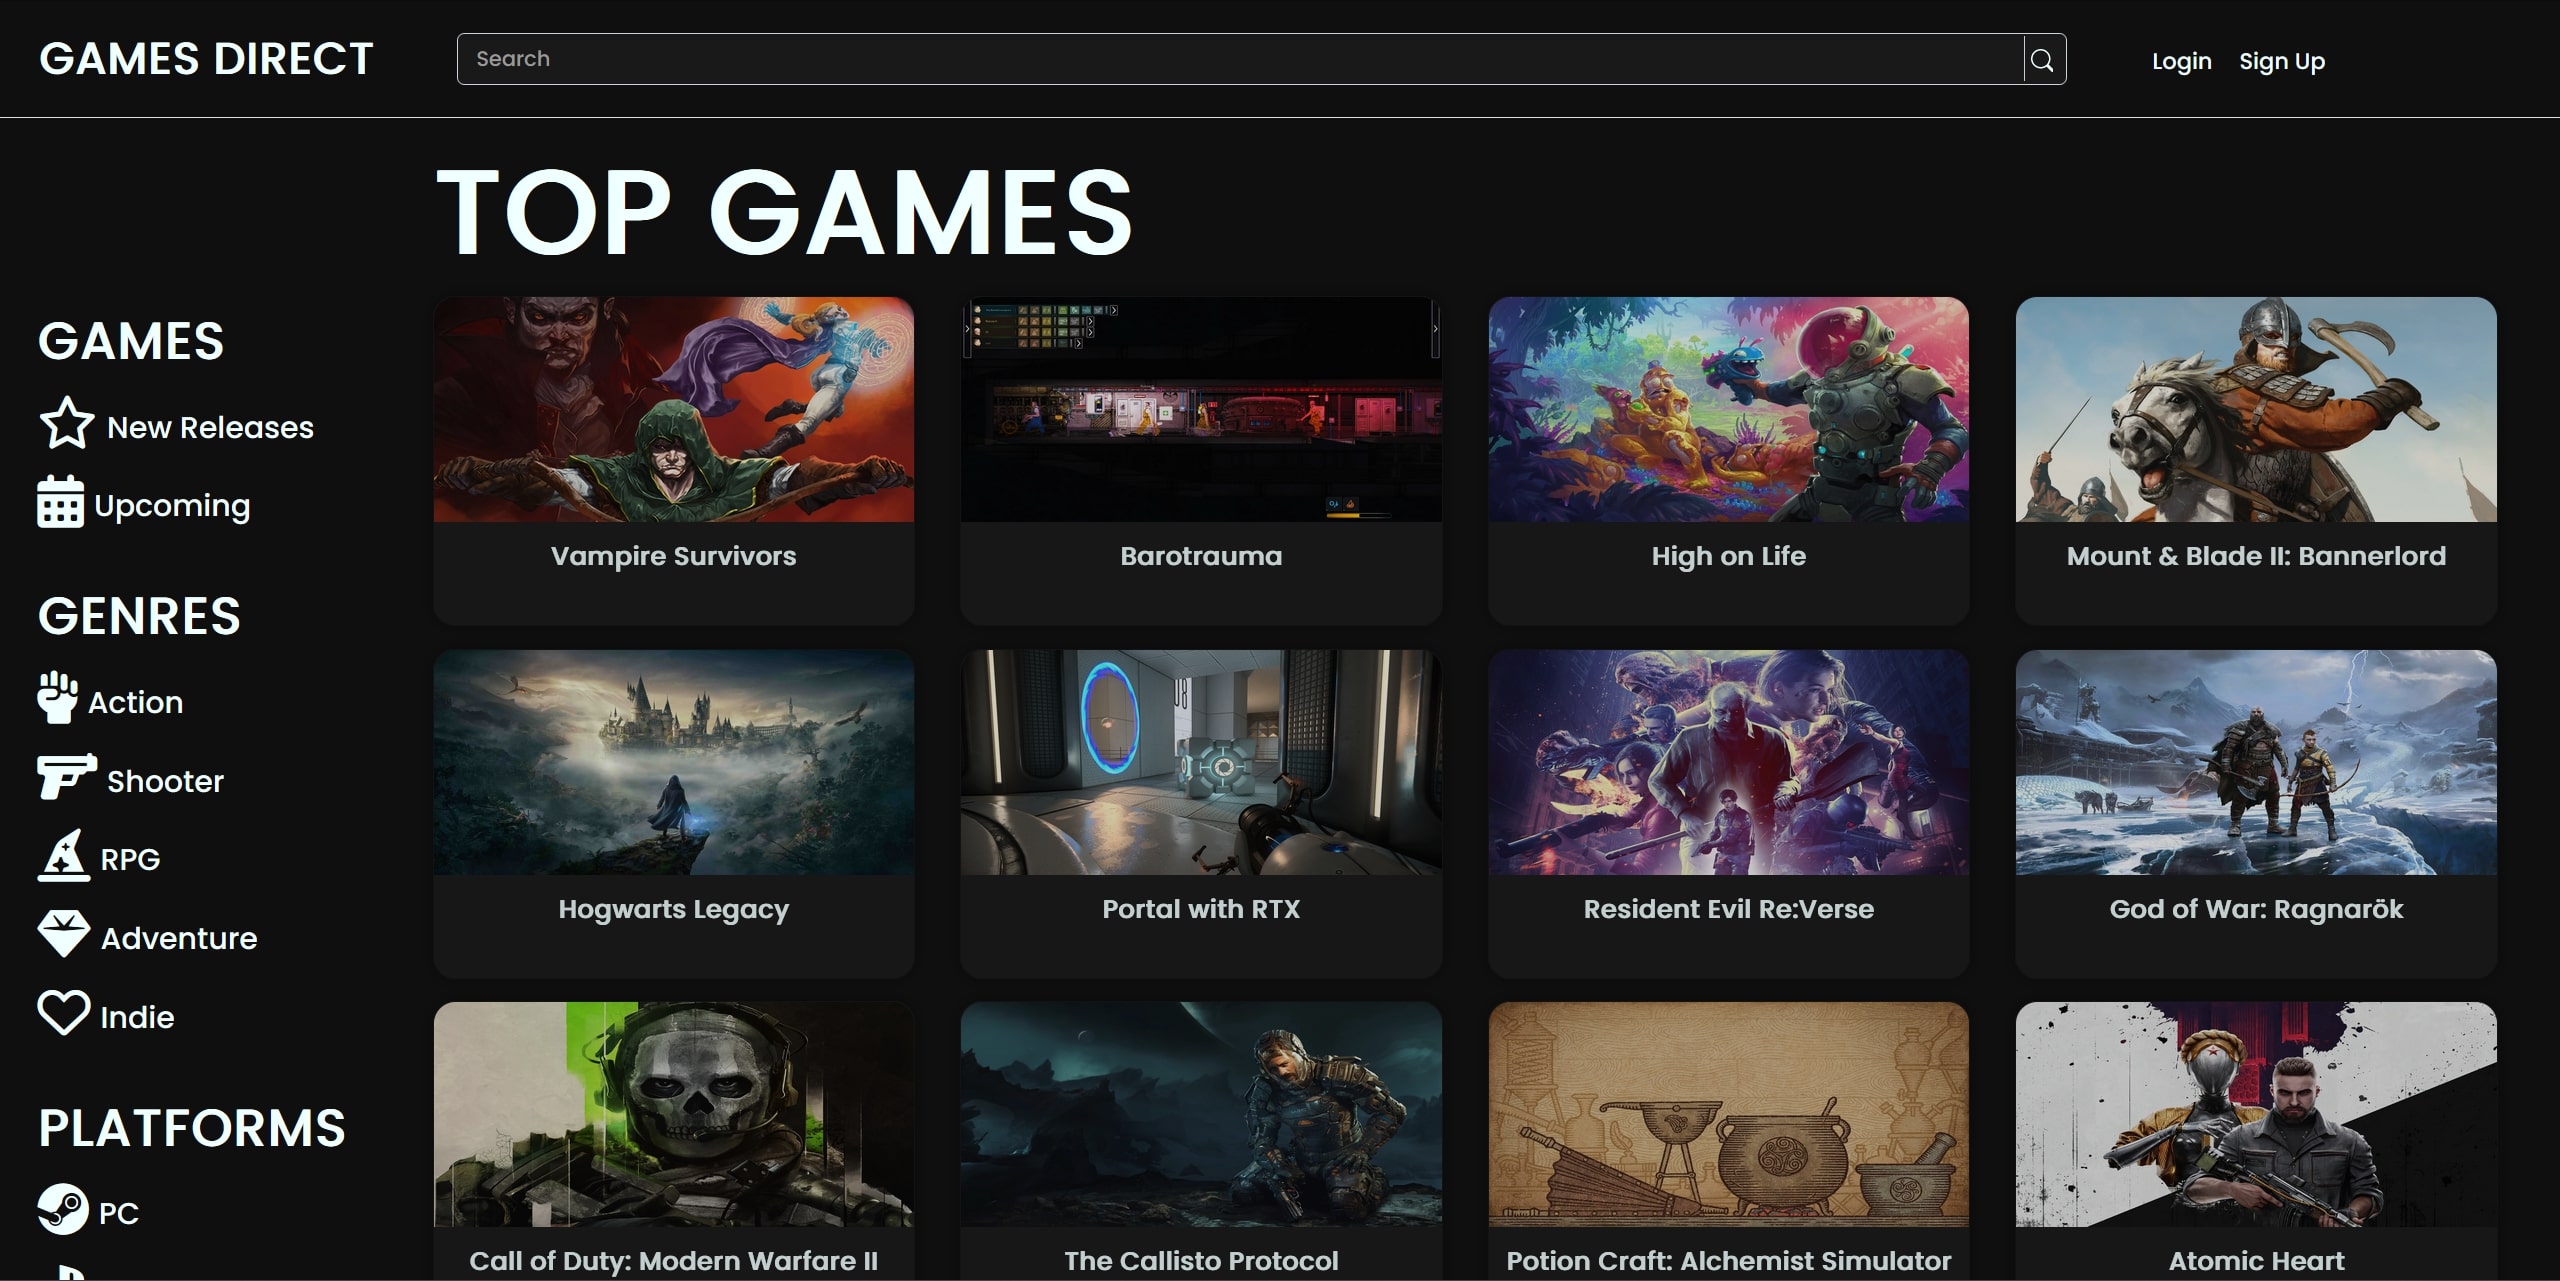 GAMES DIRECT
Search
Login
Sign Up
TOP GAMES
GAMES
New Releases
Upcoming
GENRES
Action
Shooter
RPG
Adventure
Indie
PLATFORMS
PC
Vampire Survivors
Barotrauma
High on Life
Mount & Blade II: Bannerlord
Hogwarts Legacy
Portal with RTX
Resident Evil Re:Verse
God of War: Ragnarök
Call of Duty: Modern Warfare II
The Callisto Protocol
Potion Craft: Alchemist Simulator
Atomic Heart